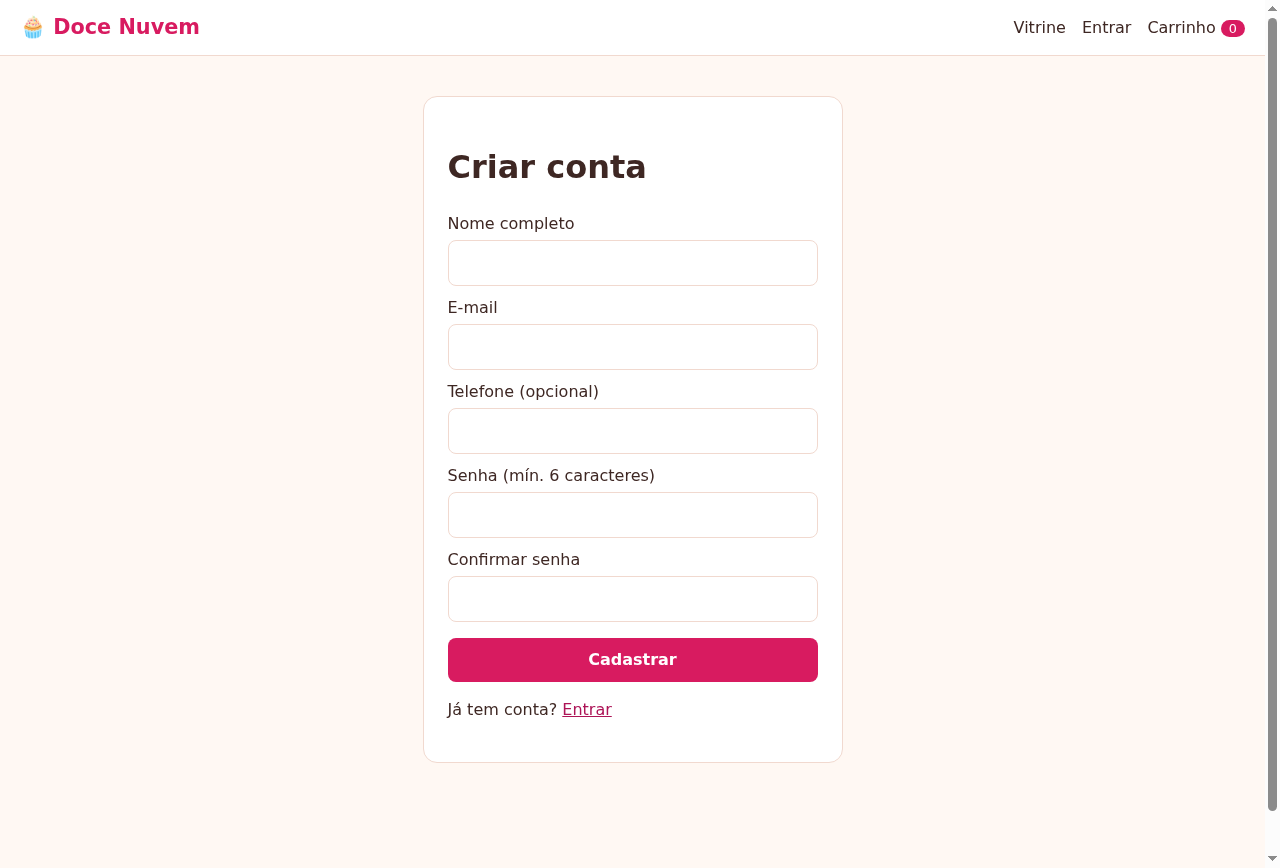 Doce Nuvem
Vitrine Entrar Carrinho 0
Criar conta
Nome completo
E-mail
Telefone (opcional)
Senha (mín. 6 caracteres)
Confirmar senha
Cadastrar
Já tem conta? Entrar